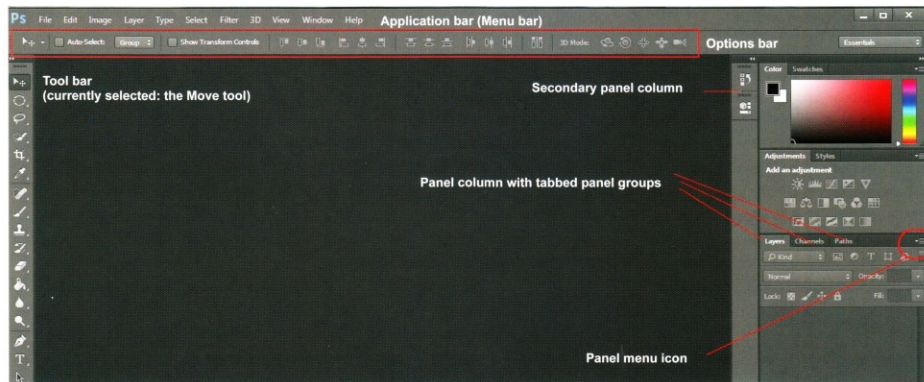 Ps File Edit Image Layer Type Select Filter 3D View Window Help Application bar (Menu bar)
Auto-Select: Group Show Transform Controls 3D Mode: Options bar Essentials
Tool bar
(currently selected: the Move tool)
Secondary panel column
Color Swatches
Adjustments Styles
Add an adjustment
Panel column with tabbed panel groups
Layers Channels Paths
Kind
Normal Opacity:
Lock: Fill:
Panel menu icon